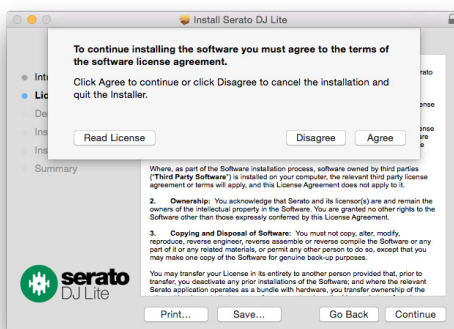 Install Serato DJ Lite
To continue installing the software you must agree to the terms of
the software license agreement.
Click Agree to continue or click Disagree to cancel the installation and
quit the Installer.
Read License
Disagree
Agree
Summary
Where, as part of the Software installation process, software owned by third parties
("Third Party Software") is installed on your computer, the relevant third party license
agreement or terms will apply, and this License Agreement does not apply to it.
2. Ownership: You acknowledge that Serato and its licensor(s) are and remain the
owners of the intellectual property in the Software. You are granted no other rights to the
Software other than those expressly conferred by this License Agreement.
3. Copying and Disposal of Software: You must not copy, alter, modify,
reproduce, reverse engineer, reverse assemble or reverse compile the Software or any
part of it or any related materials, or permit any other person to do so, except that you
may make one copy of the Software for genuine back-up purposes.
You may transfer your License in its entirety to another person provided that, prior to
transfer, you deactivate any prior installations of the Software; and where the relevant
Serato application operates as a bundle with hardware, you transfer ownership of the
serato
DJ Lite
Print...
Save...
Go Back
Continue